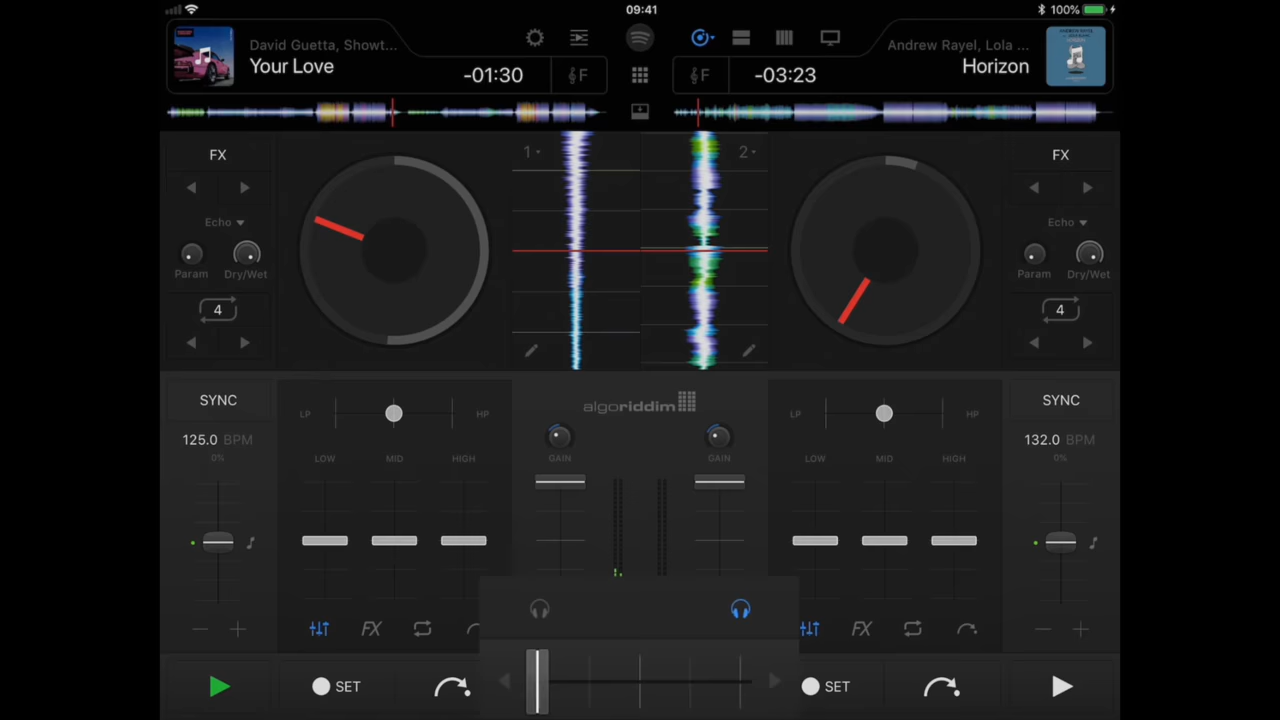 09:41
100%
David Guetta, Showt...
Your Love
-01:30
F
F
-03:23
Andrew Rayel, Lola ...
Horizon
FX
Echo
Param
Dry/Wet
4
1
2
FX
Echo
Param
Dry/Wet
4
SYNC
125.0 BPM
0%
LP
HP
LOW
MID
HIGH
FX
SET
algoriddim
GAIN
GAIN
LP
HP
LOW
MID
HIGH
FX
SET
SYNC
132.0 BPM
0%